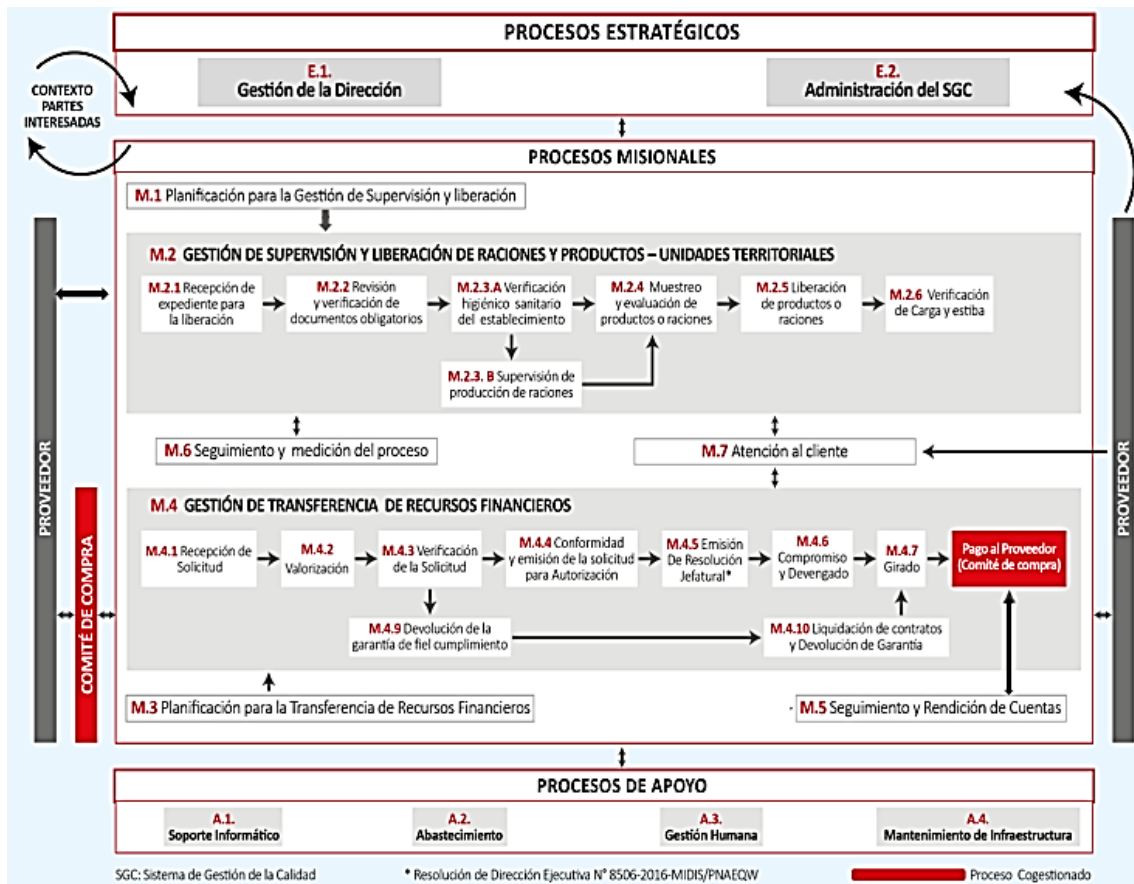 PROCESOS ESTRATÉGICOS
E.1.
Gestión de la Dirección
E.2.
Administración del SGC
CONTEXTO
PARTES
INTERESADAS
PROCESOS MISIONALES
M.1 Planificación para la Gestión de Supervisión y liberación
M.2 GESTIÓN DE SUPERVISIÓN Y LIBERACIÓN DE RACIONES Y PRODUCTOS – UNIDADES TERRITORIALES
M.2.1 Recepción de
expediente para
la liberación
M.2.2 Revisión
y verificación de
documentos obligatorios
M.2.3.A Verificación
higiénico sanitario
del establecimiento
M.2.4 Muestreo
y evaluación de
productos o raciones
M.2.5 Liberación
de productos o
raciones
M.2.6 Verificación
de Carga y estiba
M.2.3. B Supervisión de
producción de raciones
M.6 Seguimiento y medición del proceso
M.7 Atención al cliente
PROVEEDOR
COMITÉ DE COMPRA
PROVEEDOR
M.4 GESTIÓN DE TRANSFERENCIA DE RECURSOS FINANCIEROS
M.4.1 Recepción de
Solicitud
M.4.2
Valorización
M.4.3 Verificación
de la Solicitud
M.4.4 Conformidad
y emisión de la solicitud
para Autorización
M.4.5 Emisión
De Resolución
Jefatural*
M.4.6
Compromiso
y Devengado
M.4.7
Girado
Pago al Proveedor
(Comité de compra)
M.4.9 Devolución de la
garantía de fiel cumplimiento
M.4.10 Liquidación de contratos
y Devolución de Garantía
M.3 Planificación para la Transferencia de Recursos Financieros
M.5 Seguimiento y Rendición de Cuentas
PROCESOS DE APOYO
A.1.
Soporte Informático
A.2.
Abastecimiento
A.3.
Gestión Humana
A.4.
Mantenimiento de Infraestructura
SGC: Sistema de Gestión de la Calidad
* Resolución de Dirección Ejecutiva N° 8506-2016-MIDIS/PNAEQW
Proceso Cogestionado